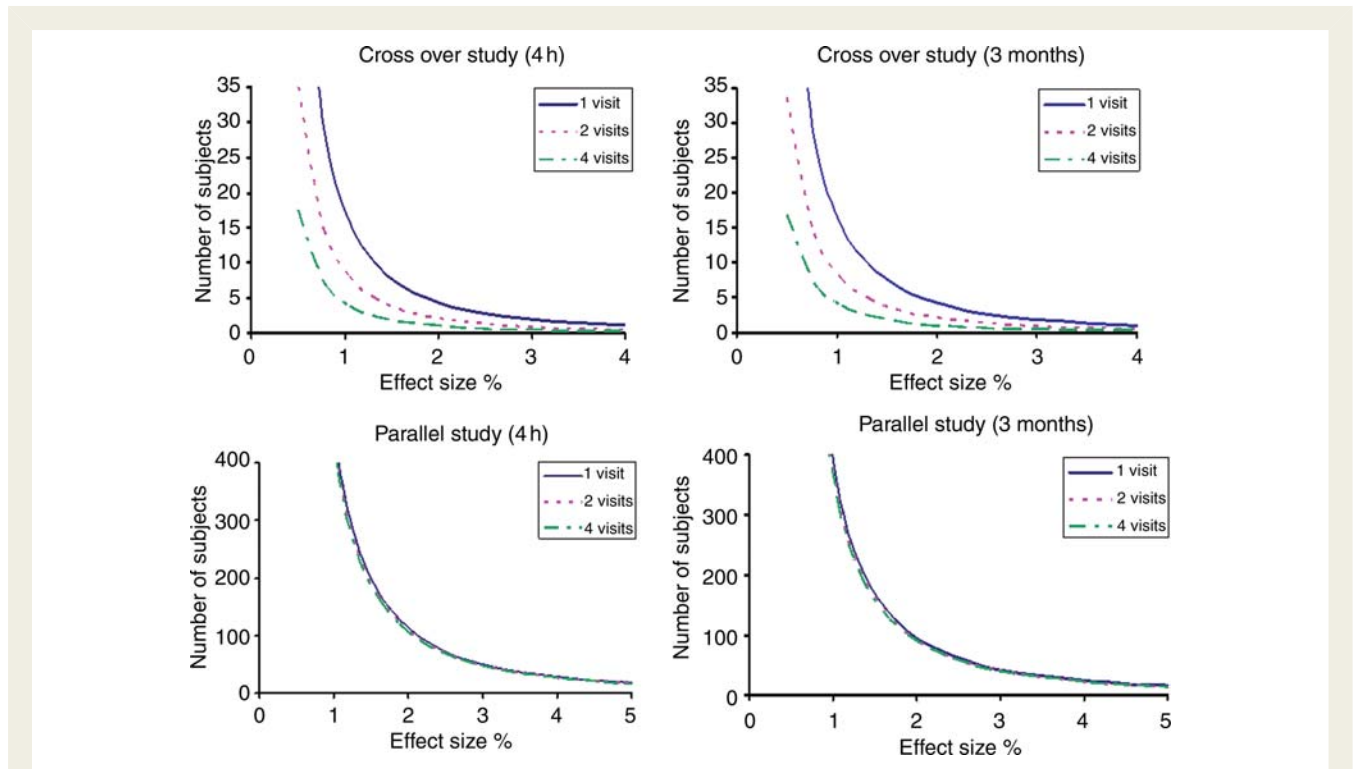 Cross over study (4 h)
Number of subjects
35
30
25
20
15
10
5
0
0 1 2 3 4
Effect size %
1 visit
2 visits
4 visits
Cross over study (3 months)
Number of subjects
35
30
25
20
15
10
5
0
0 1 2 3 4
Effect size %
1 visit
2 visits
4 visits
Parallel study (4 h)
Number of subjects
400
300
200
100
0
0 1 2 3 4 5
Effect size %
1 visit
2 visits
4 visits
Parallel study (3 months)
Number of subjects
400
300
200
100
0
0 1 2 3 4 5
Effect size %
1 visit
2 visits
4 visits